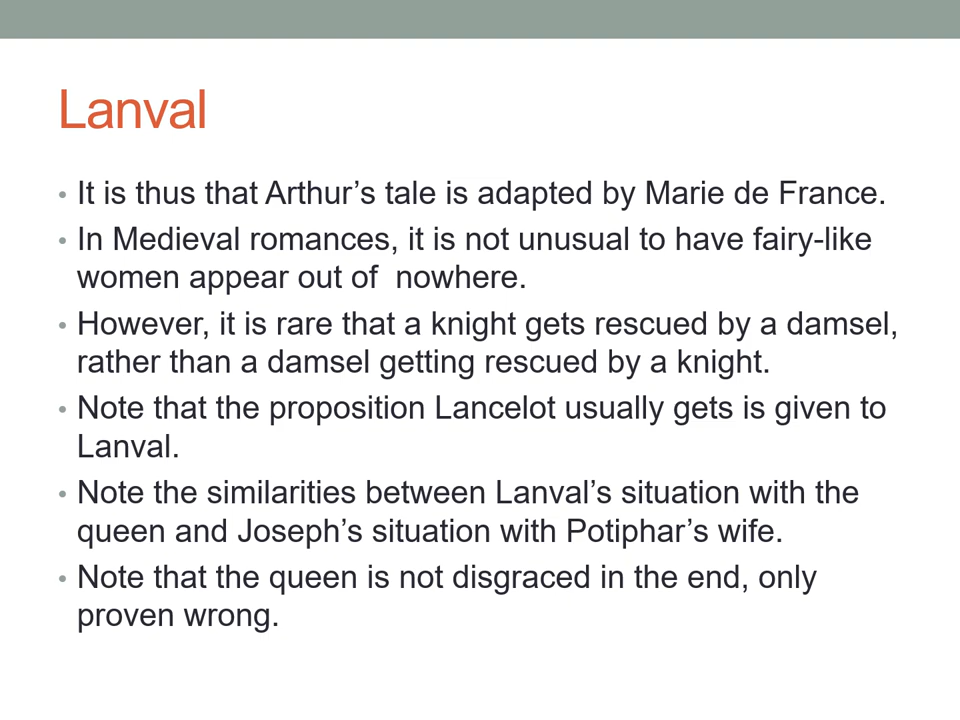 Lanval
• It is thus that Arthur’s tale is adapted by Marie de France.
• In Medieval romances, it is not unusual to have fairy-like
women appear out of  nowhere.
• However, it is rare that a knight gets rescued by a damsel,
rather than a damsel getting rescued by a knight.
• Note that the proposition Lancelot usually gets is given to
Lanval.
• Note the similarities between Lanval’s situation with the
queen and Joseph’s situation with Potiphar’s wife.
• Note that the queen is not disgraced in the end, only
proven wrong.